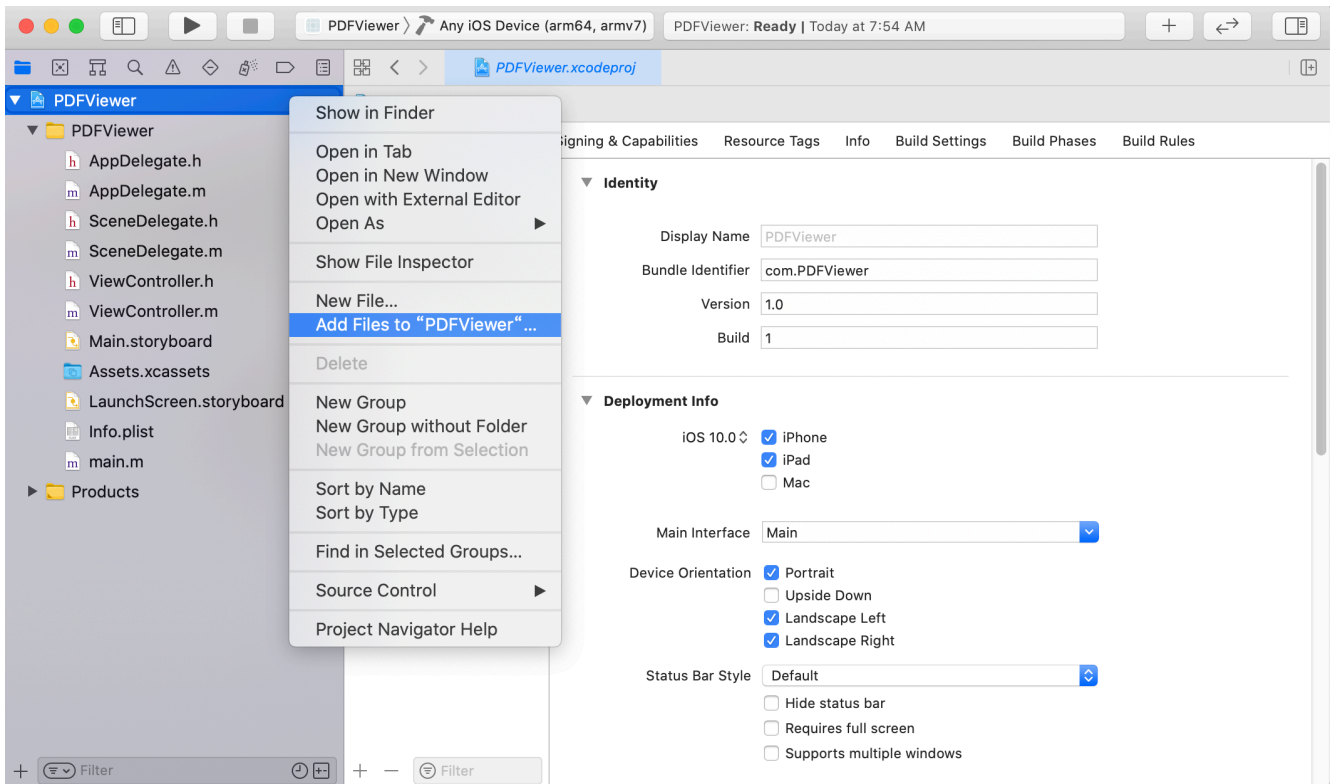 PDFViewer 〉 Any iOS Device (arm64, armv7)
PDFViewer: Ready | Today at 7:54 AM
PDFViewer.xcodeproj
PDFViewer
PDFViewer
AppDelegate.h
AppDelegate.m
SceneDelegate.h
SceneDelegate.m
ViewController.h
ViewController.m
Main.storyboard
Assets.xcassets
LaunchScreen.storyboard
Info.plist
main.m
Products
Filter
Show in Finder
Open in Tab
Open in New Window
Open with External Editor
Open As
Show File Inspector
New File...
Add Files to “PDFViewer“...
Delete
New Group
New Group without Folder
New Group from Selection
Sort by Name
Sort by Type
Find in Selected Groups...
Source Control
Project Navigator Help
Filter
Signing & Capabilities Resource Tags Info Build Settings Build Phases Build Rules
Identity
Display Name PDFViewer
Bundle Identifier com.PDFViewer
Version 1.0
Build 1
Deployment Info
iOS 10.0 iPhone
iPad
Mac
Main Interface Main
Device Orientation Portrait
Upside Down
Landscape Left
Landscape Right
Status Bar Style Default
Hide status bar
Requires full screen
Supports multiple windows